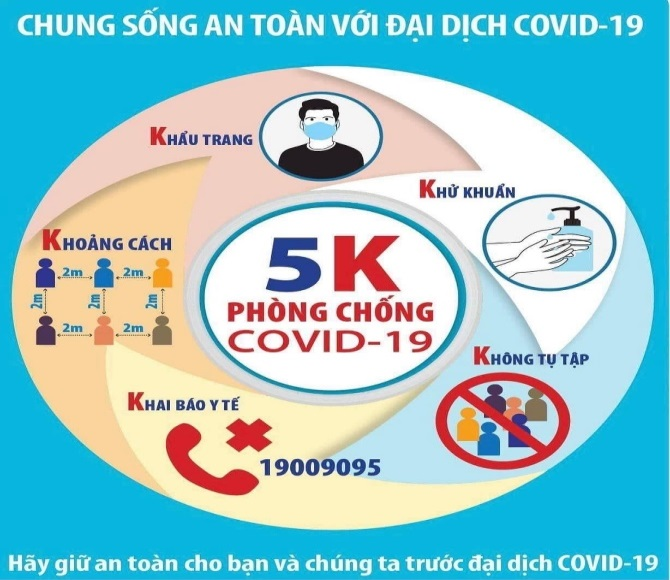 CHUNG SỐNG AN TOÀN VỚI ĐẠI DỊCH COVID-19
KHẨU TRANG
KHỬ KHUẨN
KHOẢNG CÁCH
2m 2m
2m 2m 2m
2m 2m
5K
PHÒNG CHỐNG
COVID-19
KHÔNG TỤ TẬP
KHAI BÁO Y TẾ
19009095
Hãy giữ an toàn cho bạn và chúng ta trước đại dịch COVID-19